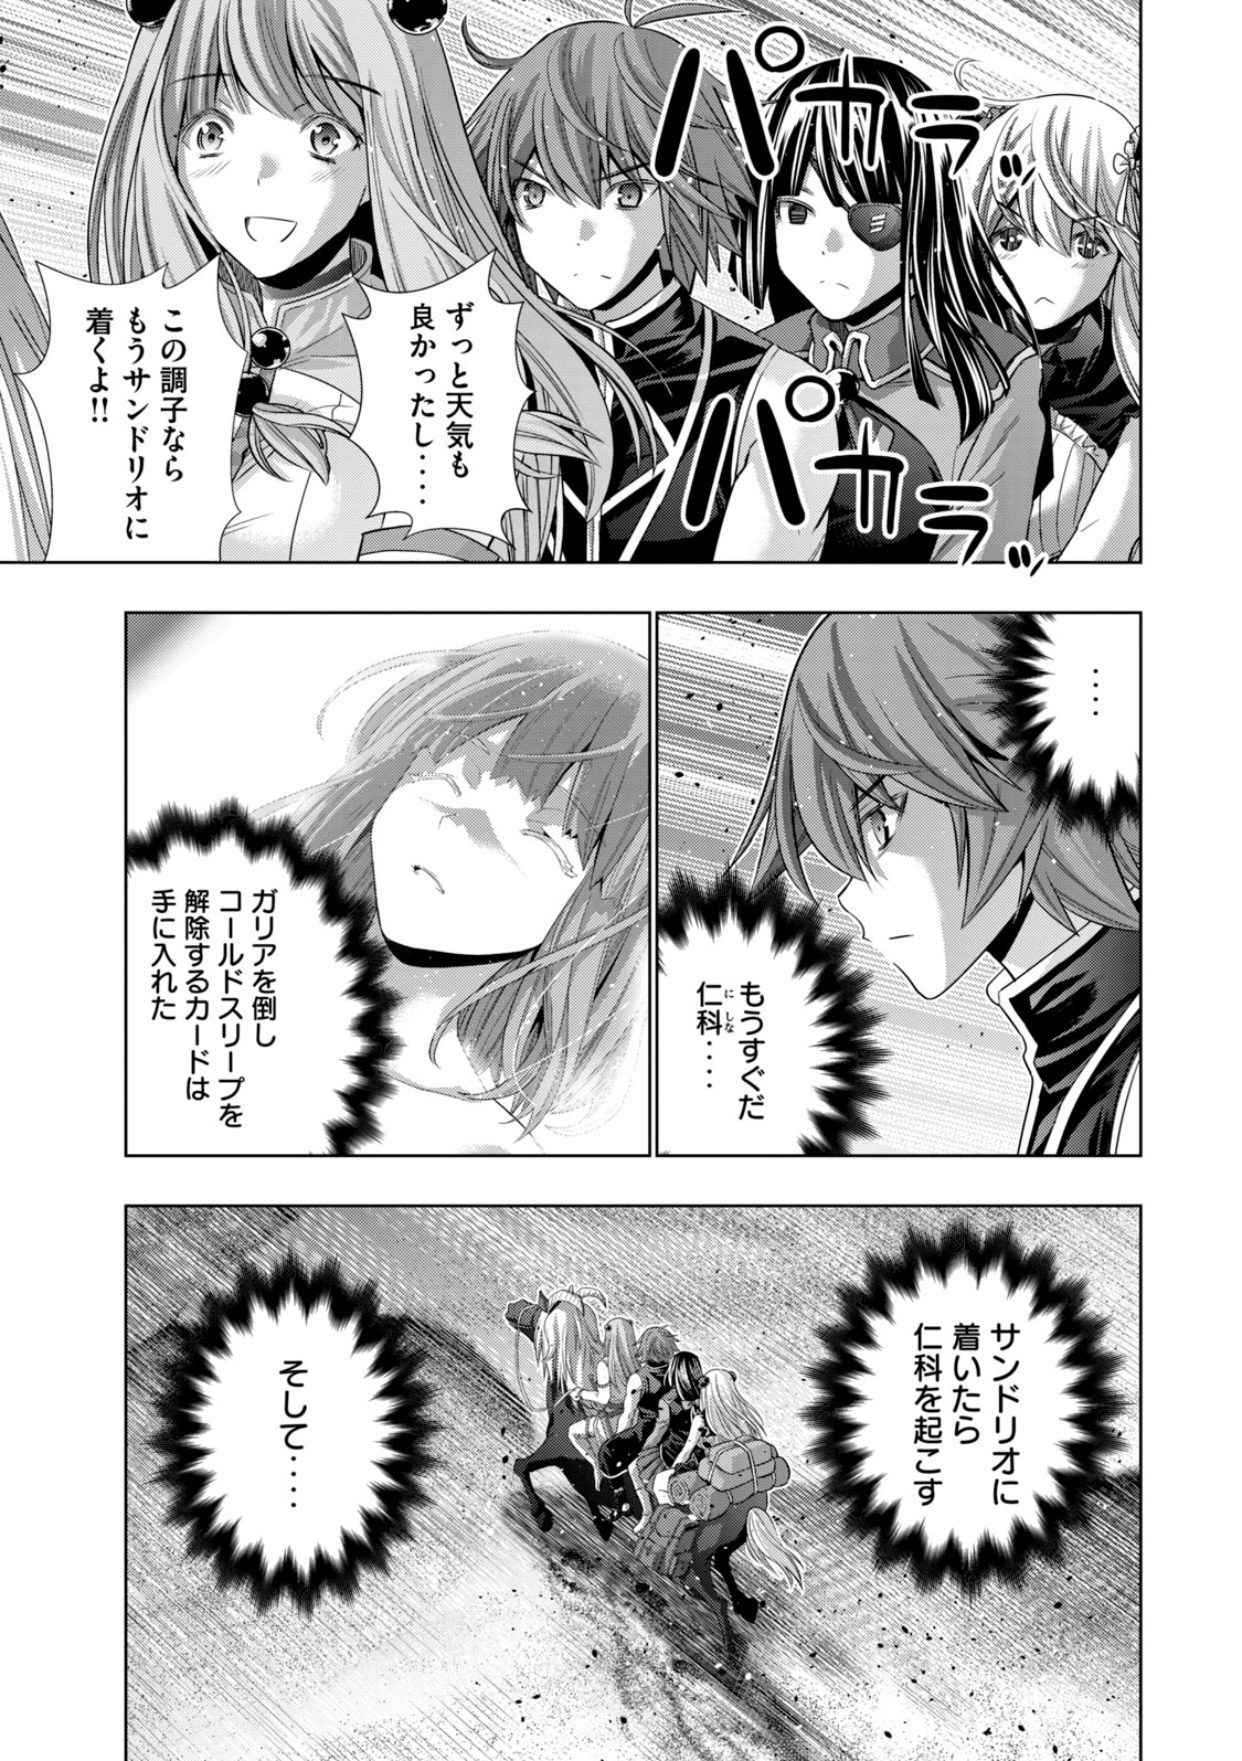 パカラッ
パカラッ
ずっと天気も
良かったし‥‥
この調子なら
もうサンドリオに
着くよ!!
‥‥
もうすぐだ
仁科‥‥
にしな
ガリアを倒し
コールドスリープを
解除するカードは
手に入れた
サンドリオに
着いたら
仁科を起こす
そして‥‥